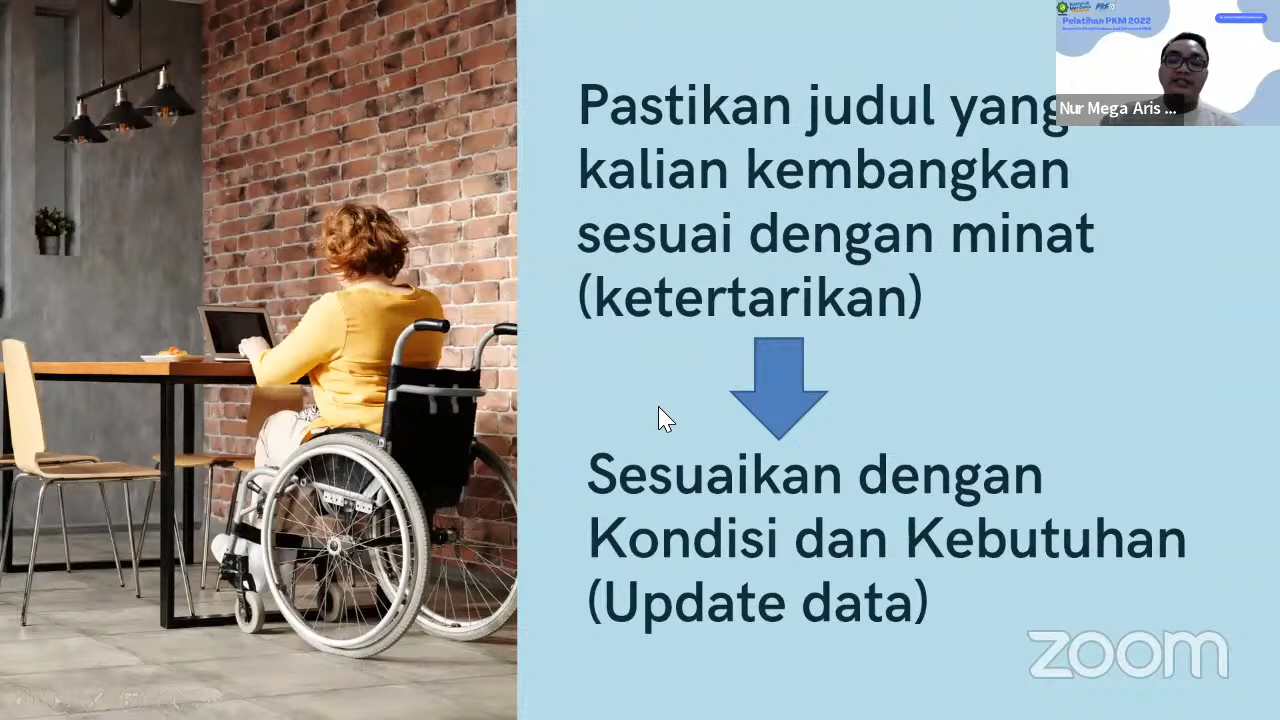 Pelatihan PKM 2022
Nur Mega Aris ...
Pastikan judul yang
kalian kembangkan
sesuai dengan minat
(ketertarikan)
Sesuaikan dengan
Kondisi dan Kebutuhan
(Update data)
zoom